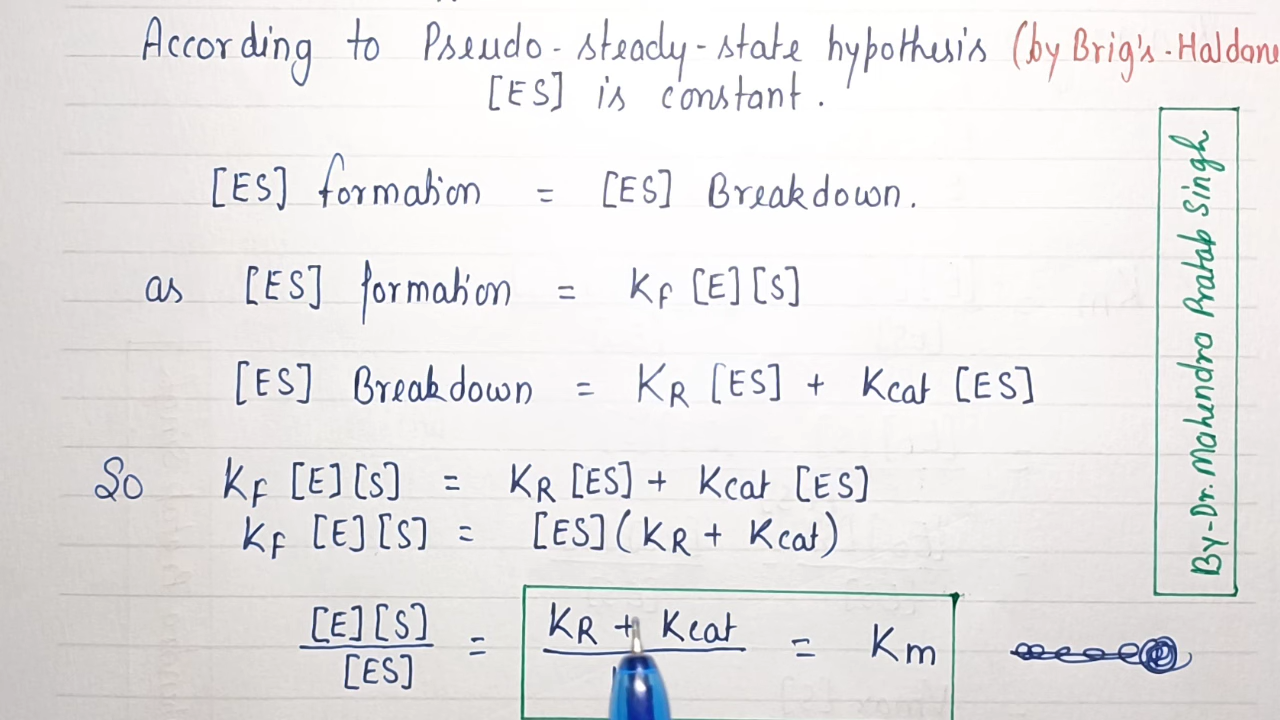 According to Pseudo-steady-state hypothesis (by Brig's-Haldane
[ES] is constant.
[ES] formation = [ES] Breakdown.
as [ES] formation = KF [E][S]
[ES] Breakdown = KR [ES] + Kcat [ES]
So KF [E][S] = KR [ES] + Kcat [ES]
KF [E][S] = [ES](KR + Kcat)
[E][S] = KR + Kcat = Km
[ES]
By-Dr. Mahendra Pratab Singh